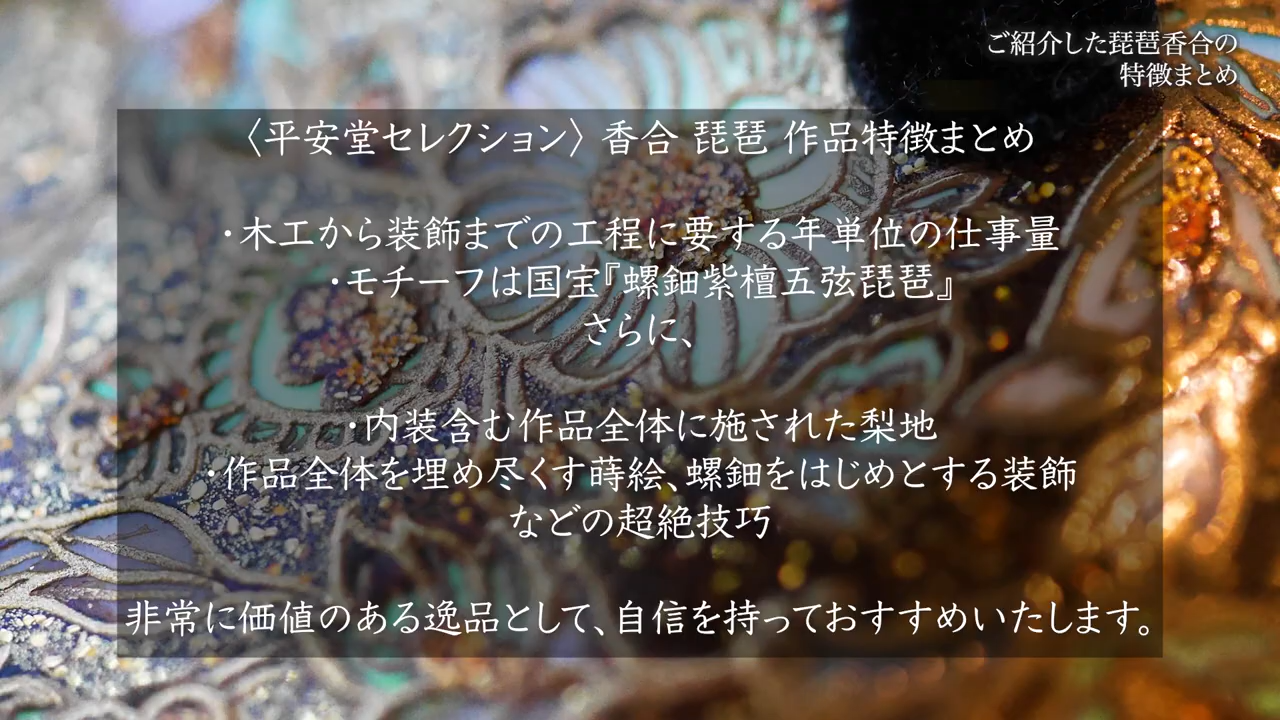 ご紹介した琵琶香合の
特徴まとめ
〈平安堂セレクション〉 香合 琵琶 作品特徴まとめ
・木工から装飾までの工程に要する年単位の仕事量
・モチーフは国宝『螺鈿紫檀五弦琵琶』
さらに、
・内装含む作品全体に施された梨地
・作品全体を埋め尽くす蒔絵、螺鈿をはじめとする装飾
などの超絶技巧
非常に価値のある逸品として、自信を持っておすすめいたします。